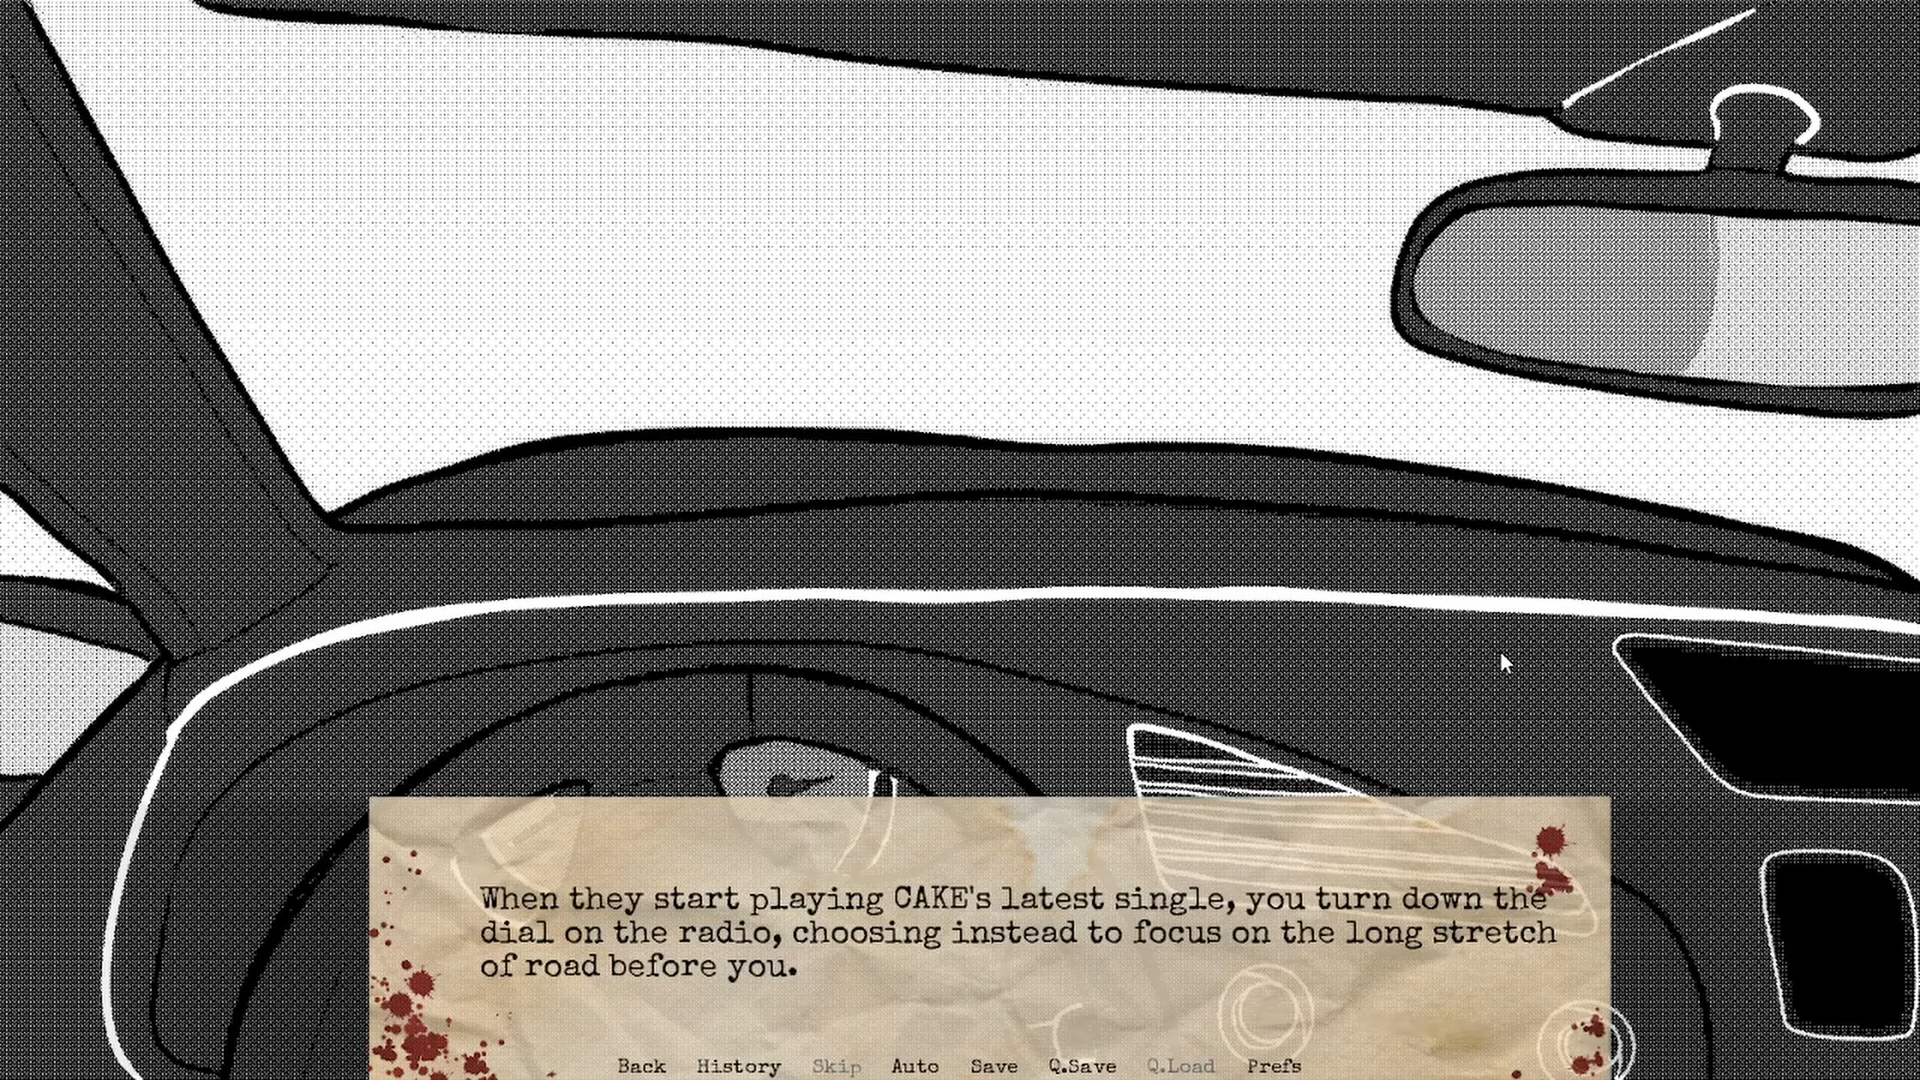 When they start playing CAKE's latest single, you turn down the
dial on the radio, choosing instead to focus on the long stretch
of road before you.
Back History Skip Auto Save Q.Save Q.Load Prefs